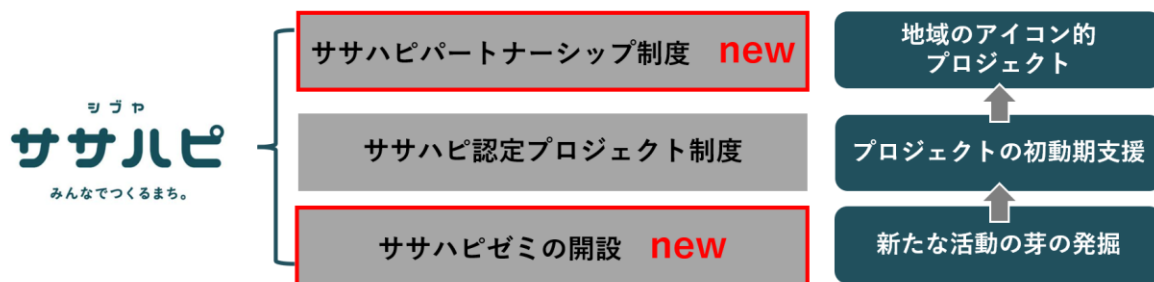 シブヤ
ササハピ
みんなでつくるまち。
ササハピパートナーシップ制度 new
ササハピ認定プロジェクト制度
ササハピゼミの開設 new
地域のアイコン的
プロジェクト
プロジェクトの初動期支援
新たな活動の芽の発掘